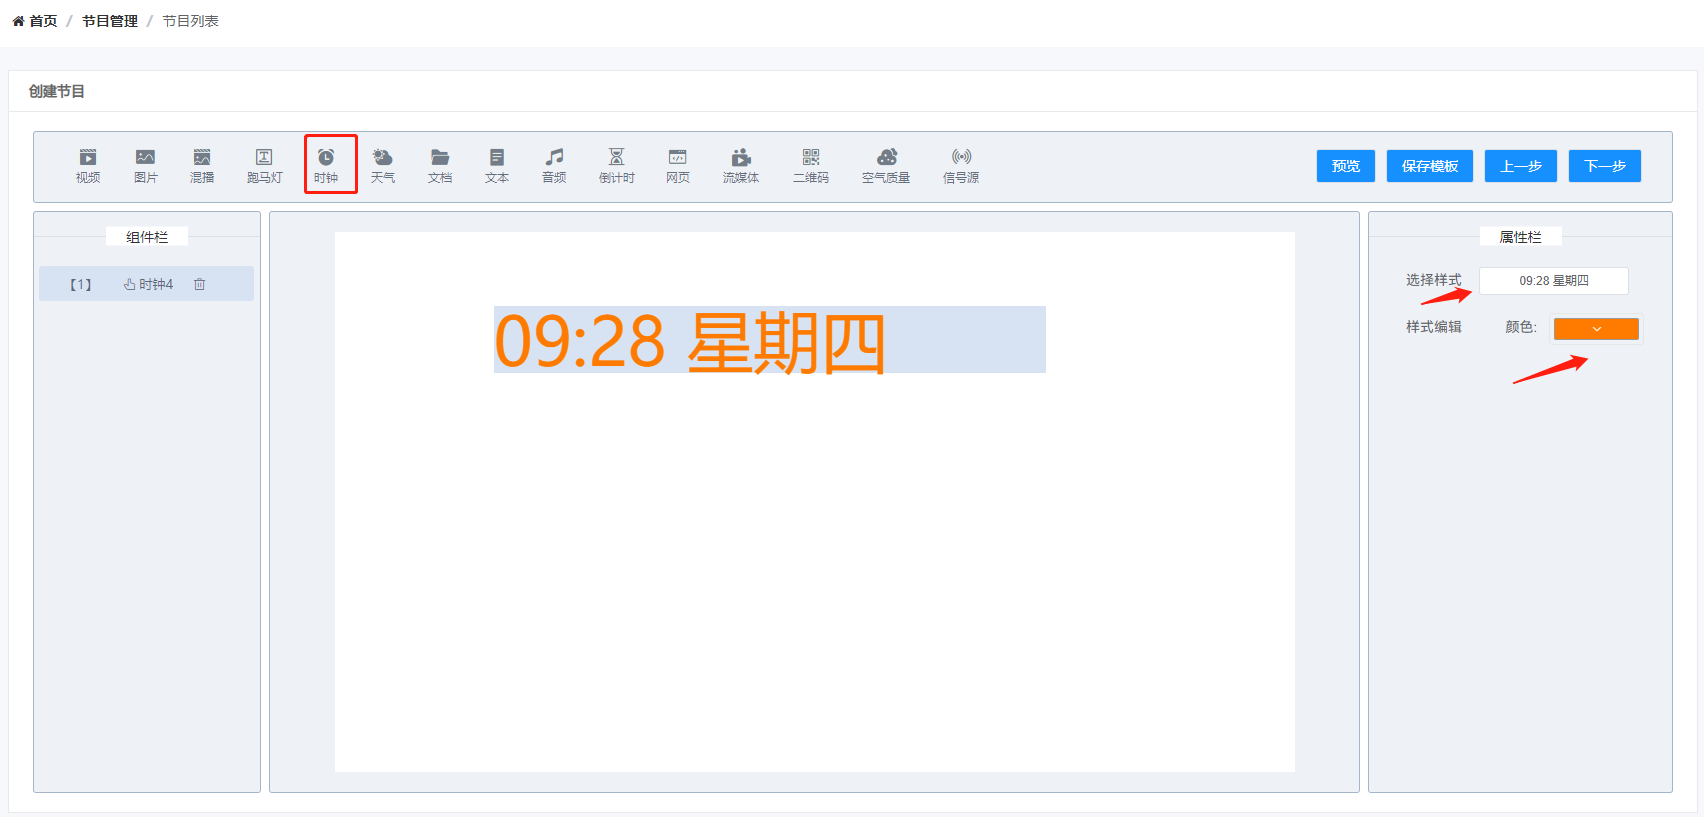 首页 / 节目管理 / 节目列表
创建节目
视频 图片 混播 跑马灯 时钟 天气 文档 文本 音频 倒计时 网页 流媒体 二维码 空气质量 信号源 预览 保存模板 上一步 下一步
组件栏
【1】 时钟4
09:28 星期四
属性栏
选择样式 09:28 星期四
样式编辑 颜色: